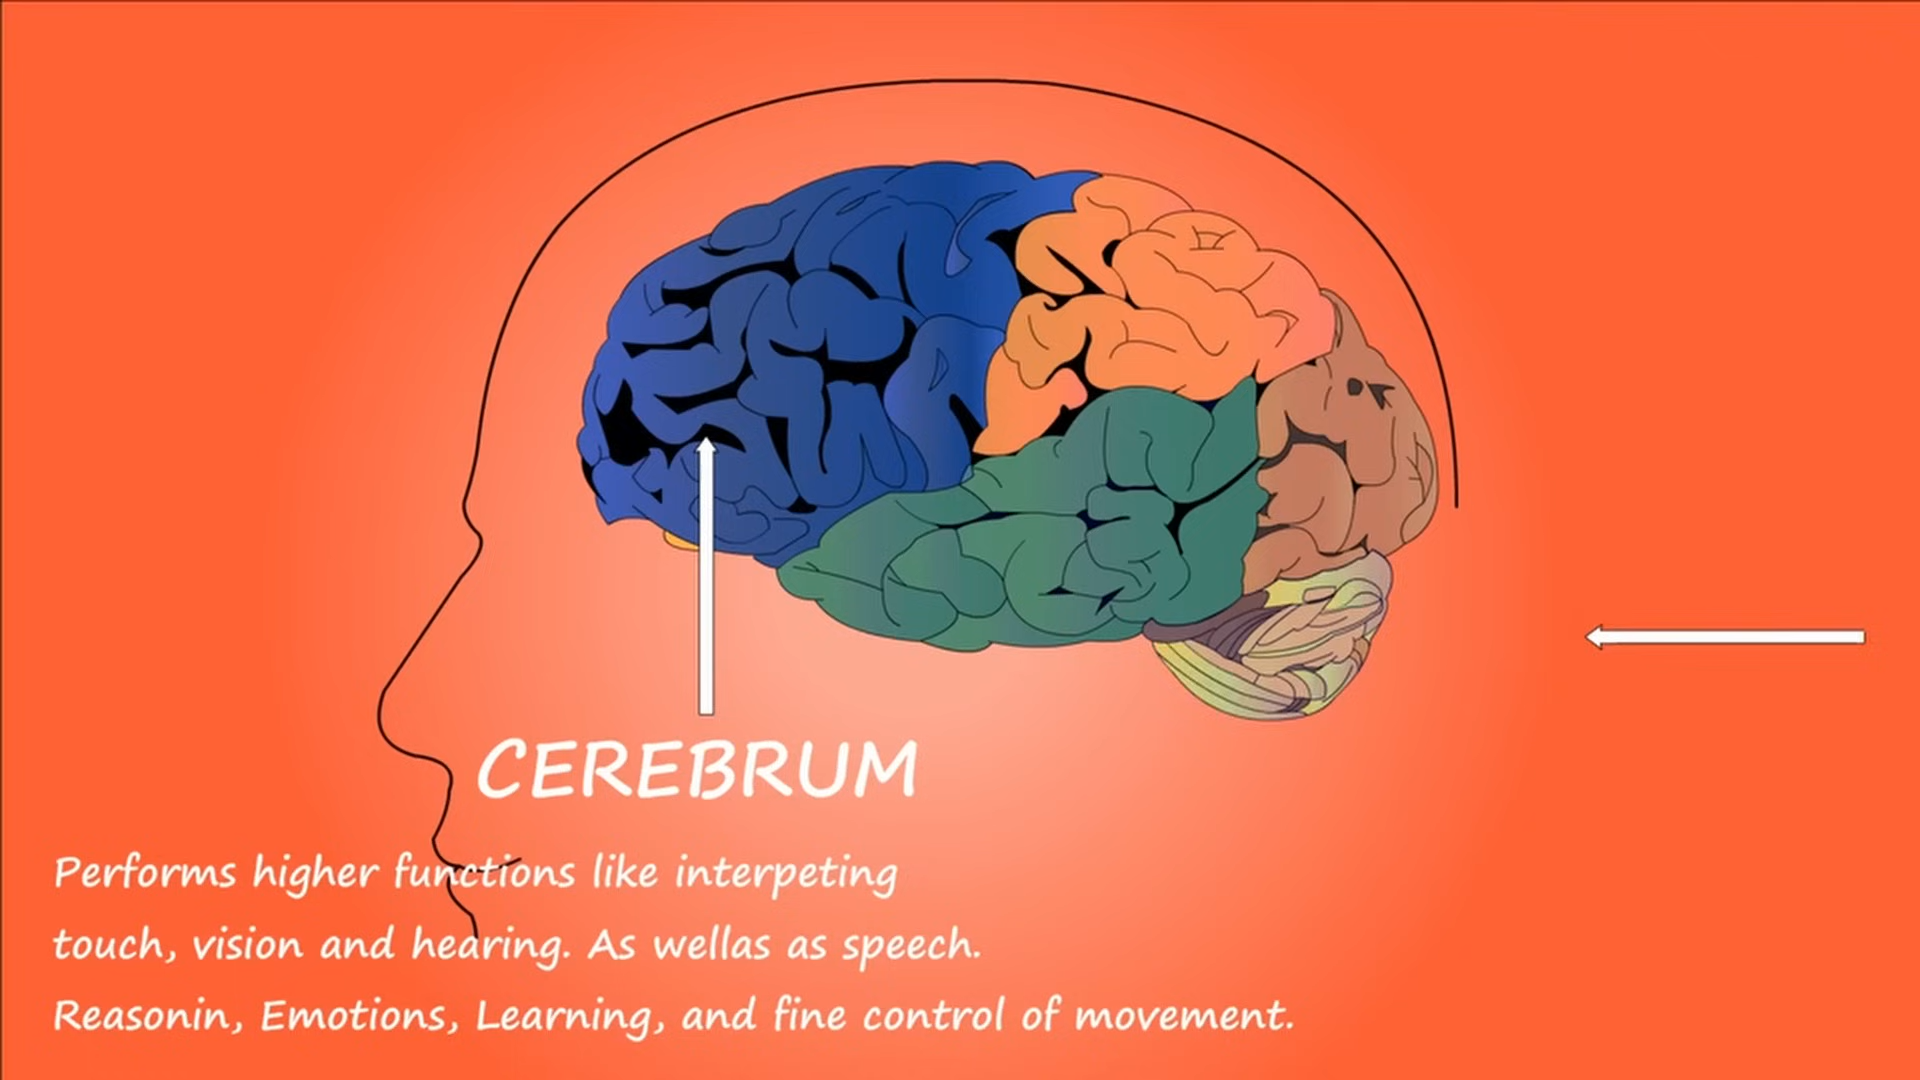 CEREBRUM
Performs higher functions like interpeting
touch, vision and hearing. As wellas as speech.
Reasonin, Emotions, Learning, and fine control of movement.